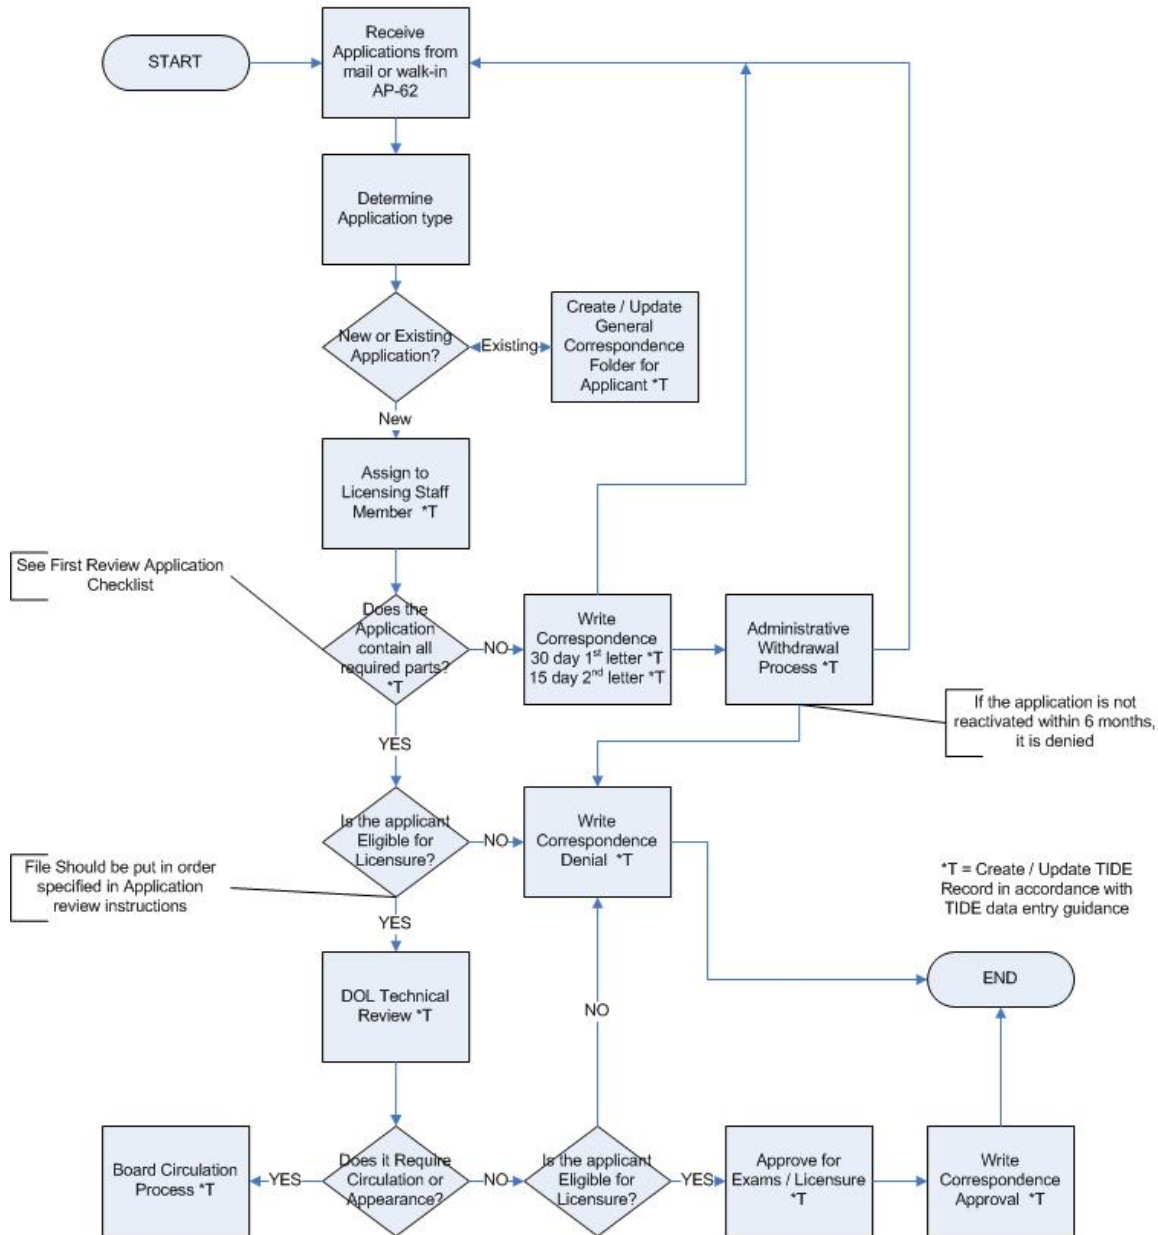 START
Receive
Applications from
mail or walk-in
AP-62
Determine
Application type
New or Existing
Application?
Existing
Create / Update
General
Correspondence
Folder for
Applicant *T
New
Assign to
Licensing Staff
Member *T
See First Review Application
Checklist
Does the
Application
contain all
required parts?
*T
NO
Write
Correspondence
30 day 1st letter *T
15 day 2nd letter *T
Administrative
Withdrawal
Process *T
If the application is not
reactivated within 6 months,
it is denied
YES
Is the applicant
Eligible for
Licensure?
NO
Write
Correspondence
Denial *T
File Should be put in order
specified in Application
review instructions
*T = Create / Update TIDE
Record in accordance with
TIDE data entry guidance
YES
DOL Technical
Review *T
END
NO
Board Circulation
Process *T
YES
Does it Require
Circulation or
Appearance?
NO
Is the applicant
Eligible for
Licensure?
YES
Approve for
Exams / Licensure
*T
Write
Correspondence
Approval *T